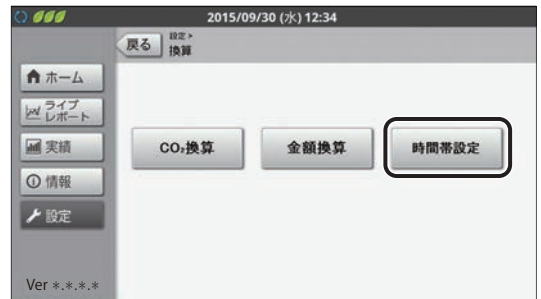 2015/09/30 (水) 12:34
戻る
設定>
換算
ホーム
ライブ
レポート
実績
情報
設定
CO₂換算
金額換算
時間帯設定
Ver *.*.*.*